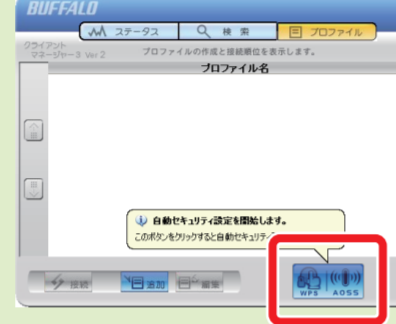 BUFFALO
ステータス
検 索
プロファイル
クライアント
マネージャー3 Ver2
プロファイルの作成と接続順位を表示します。
プロファイル名
自動セキュリティ設定を開始します。
このボタンをクリックすると自動セキュリティ
接続
追加
編集
WPS
AOSS